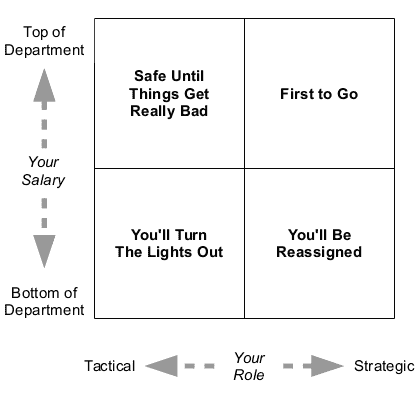 Top of
Department
Safe Until
Things Get
Really Bad
First to Go
Your
Salary
You'll Turn
The Lights Out
You'll Be
Reassigned
Bottom of
Department
Tactical
Your
Role
Strategic